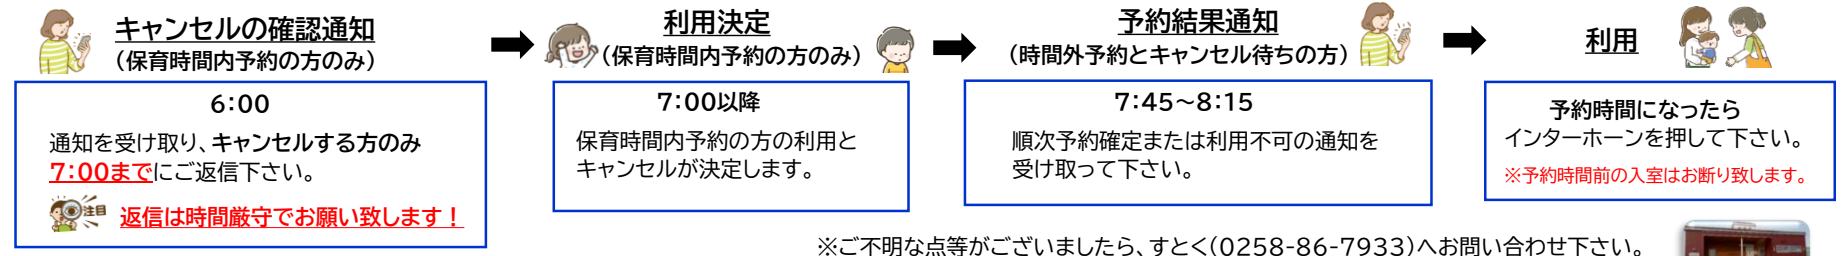 キャンセルの確認通知
（保育時間内予約の方のみ）
6：00
通知を受け取り、キャンセルする方のみ
7：00までにご返信下さい。
注目
返信は時間厳守でお願い致します！
利用決定
（保育時間内予約の方のみ）
7：00以降
保育時間内予約の方の利用と
キャンセルが決定します。
予約結果通知
（時間外予約とキャンセル待ちの方）
7：45～8：15
順次予約確定または利用不可の通知を
受け取って下さい。
利用
予約時間になったら
インターホーンを押して下さい。
※予約時間前の入室はお断り致します。
※ご不明な点等がございましたら、すとく（0258-86-7933）へお問い合わせ下さい。